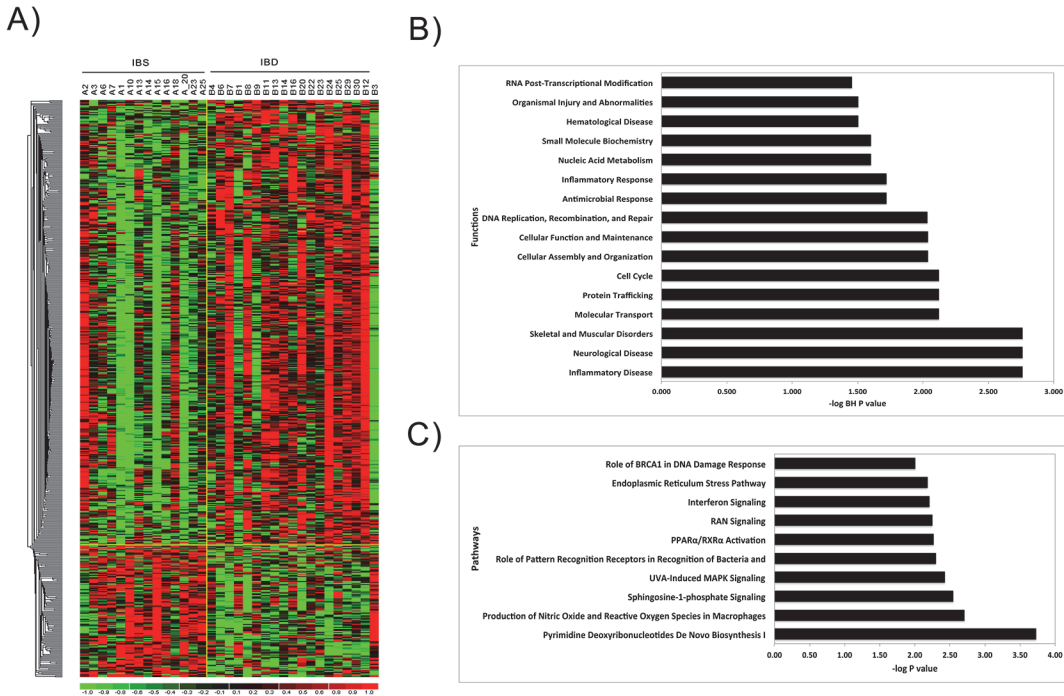 A)
IBS
IBD
A2 A3 A6 A7 A1 A10 A13 A14 A15 A16 A18 A_20 A23 A25 B4 B6 B7 B1 B8 B9 B11 B13 B14 B16 B20 B22 B23 B24 B25 B29 B30 B12 B3
-1.0 -0.9 -0.8 -0.6 -0.4 -0.3 -0.2 -0.1 0.1 0.2 0.3 0.4 0.6 0.8 0.9 1.0
B)
Functions
RNA Post-Transcriptional Modification
Organismal Injury and Abnormalities
Hematological Disease
Small Molecule Biochemistry
Nucleic Acid Metabolism
Inflammatory Response
Antimicrobial Response
DNA Replication, Recombination, and Repair
Cellular Function and Maintenance
Cellular Assembly and Organization
Cell Cycle
Protein Trafficking
Molecular Transport
Skeletal and Muscular Disorders
Neurological Disease
Inflammatory Disease
0.000 0.500 1.000 1.500 2.000 2.500 3.000
-log BH P value
C)
Pathways
Role of BRCA1 in DNA Damage Response
Endoplasmic Reticulum Stress Pathway
Interferon Signaling
RAN Signaling
PPARα/RXRα Activation
Role of Pattern Recognition Receptors in Recognition of Bacteria and
UVA-Induced MAPK Signaling
Sphingosine-1-phosphate Signaling
Production of Nitric Oxide and Reactive Oxygen Species in Macrophages
Pyrimidine Deoxyribonucleotides De Novo Biosynthesis I
0.00 0.50 1.00 1.50 2.00 2.50 3.00 3.50 4.00
-log P value